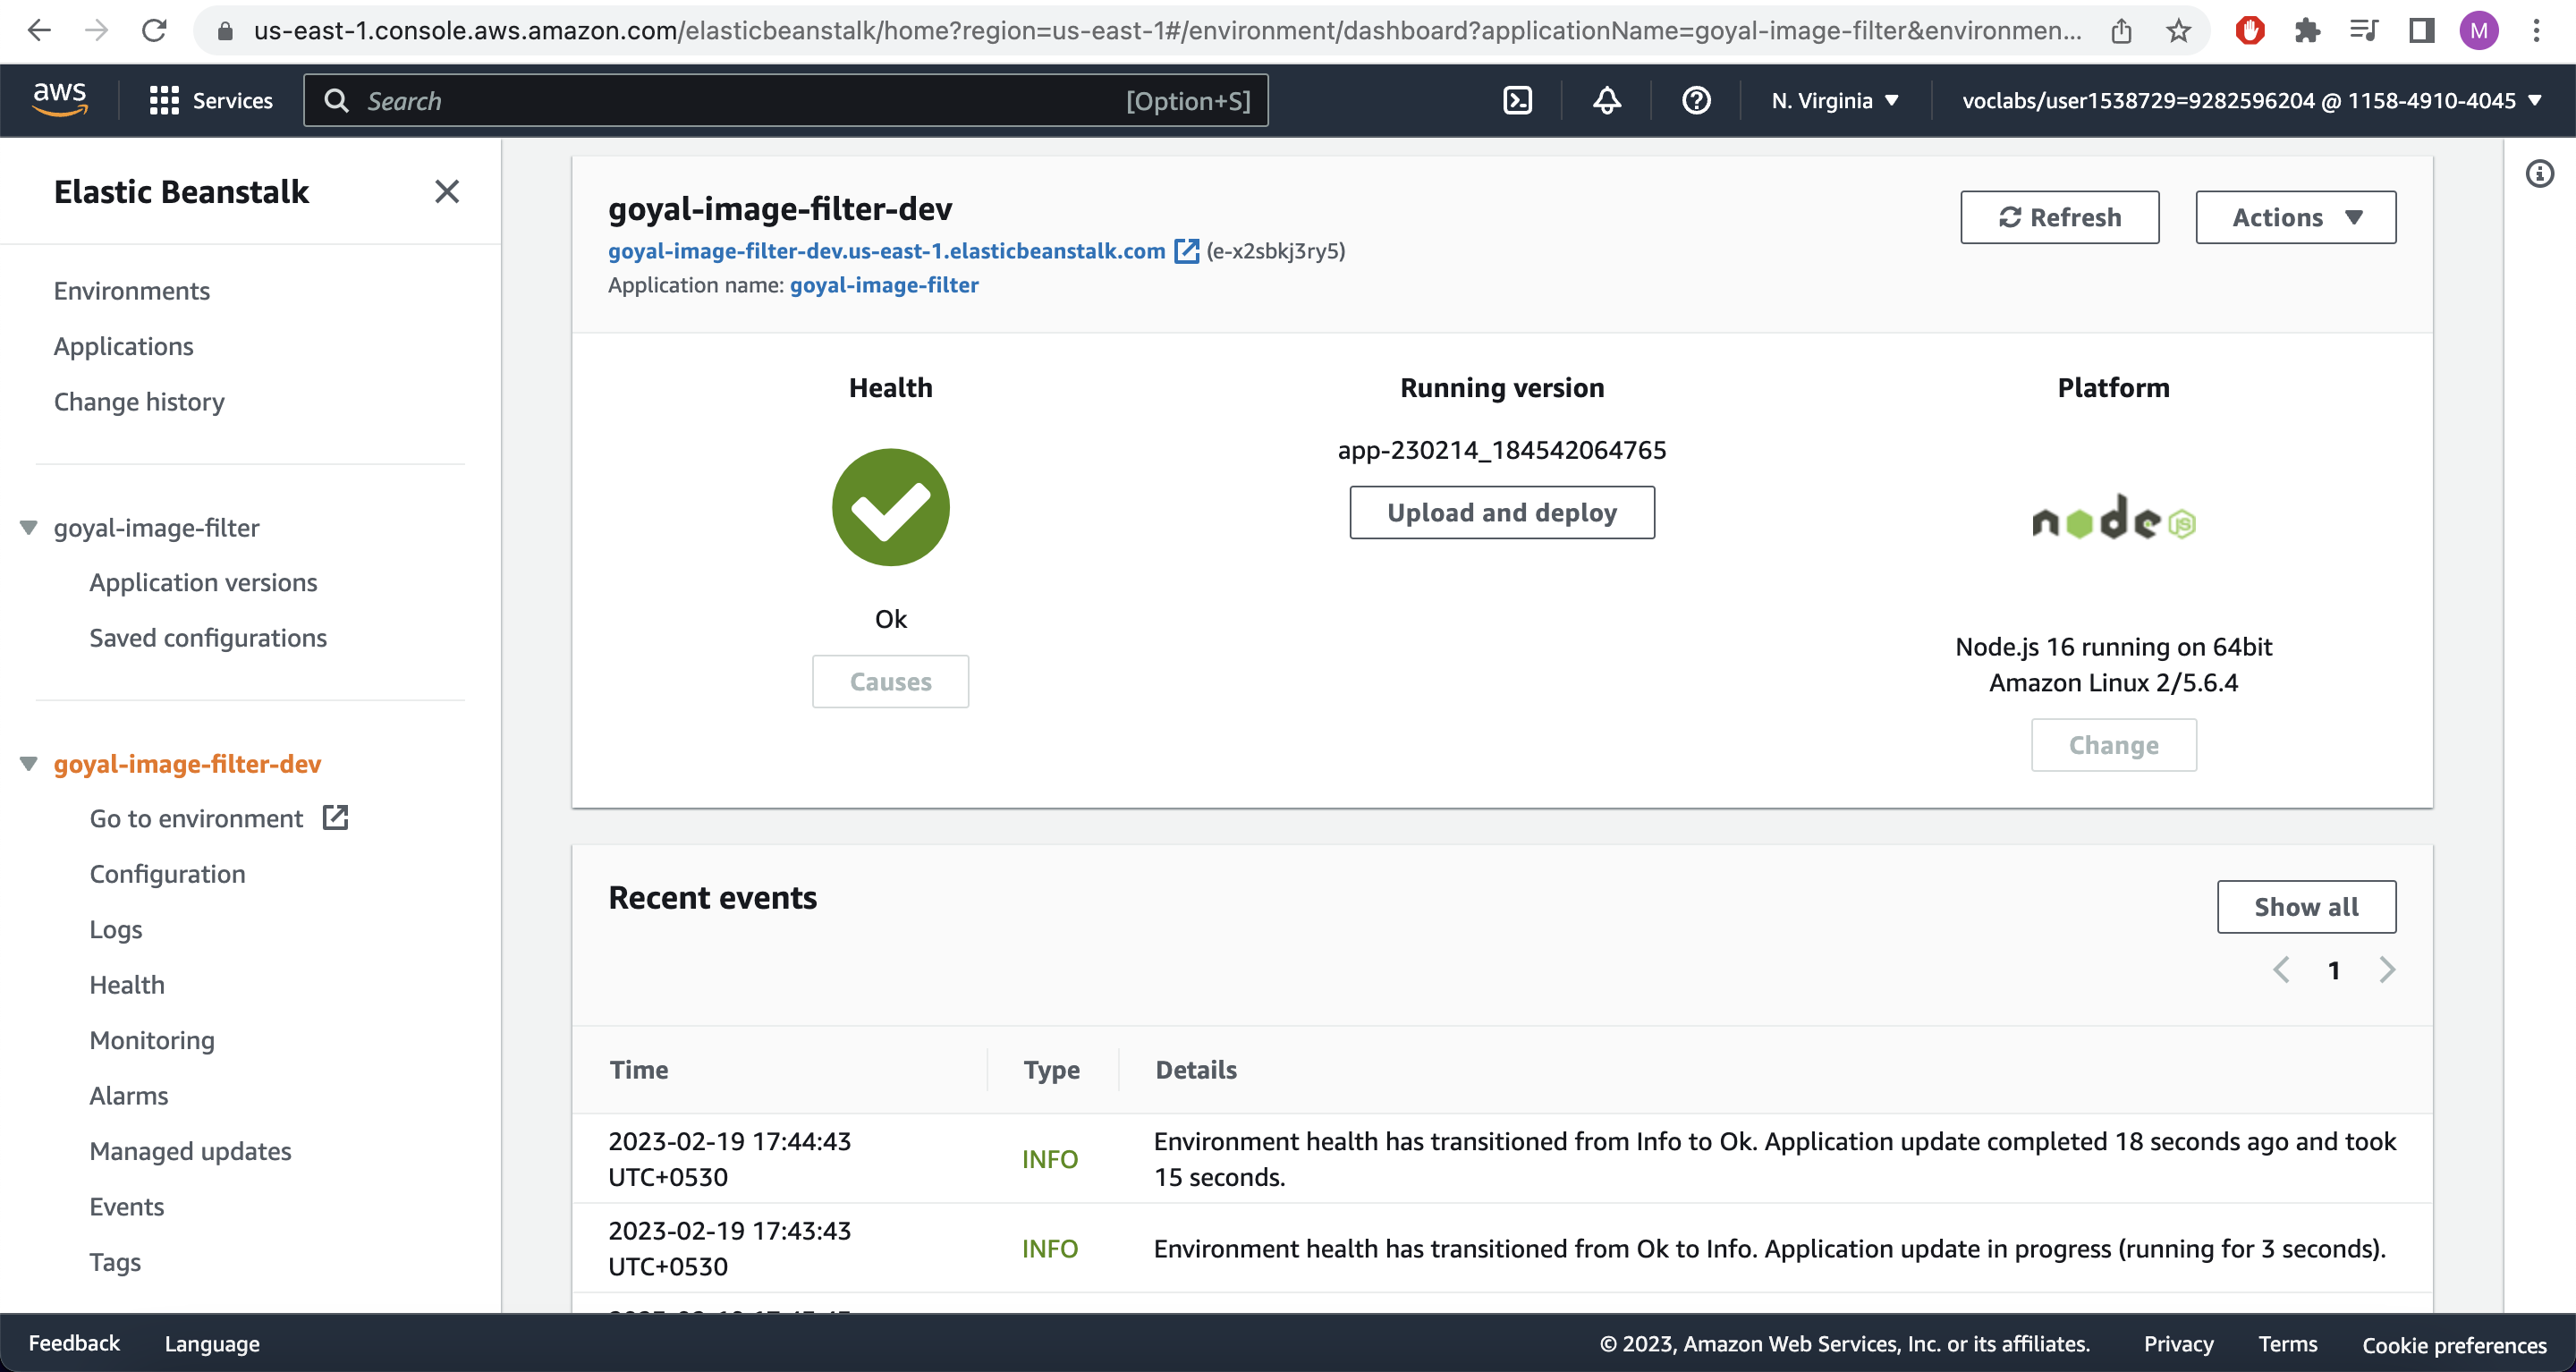 us-east-1.console.aws.amazon.com/elasticbeanstalk/home?region=us-east-1#/environment/dashboard?applicationName=goyal-image-filter&environmen...
M
aws
Services
Search
[Option+S]
N. Virginia
voclabs/user1538729=9282596204 @ 1158-4910-4045
Elastic Beanstalk
Environments
Applications
Change history
goyal-image-filter
Application versions
Saved configurations
goyal-image-filter-dev
Go to environment
Configuration
Logs
Health
Monitoring
Alarms
Managed updates
Events
Tags
goyal-image-filter-dev
goyal-image-filter-dev.us-east-1.elasticbeanstalk.com (e-x2sbkj3ry5)
Application name: goyal-image-filter
Refresh
Actions
Health
Ok
Causes
Running version
app-230214_184542064765
Upload and deploy
Platform
node JS
Node.js 16 running on 64bit
Amazon Linux 2/5.6.4
Change
Recent events
Show all
1
Time Type Details
2023-02-19 17:44:43
UTC+0530
INFO
Environment health has transitioned from Info to Ok. Application update completed 18 seconds ago and took
15 seconds.
2023-02-19 17:43:43
UTC+0530
INFO
Environment health has transitioned from Ok to Info. Application update in progress (running for 3 seconds).
Feedback
Language
© 2023, Amazon Web Services, Inc. or its affiliates.
Privacy
Terms
Cookie preferences